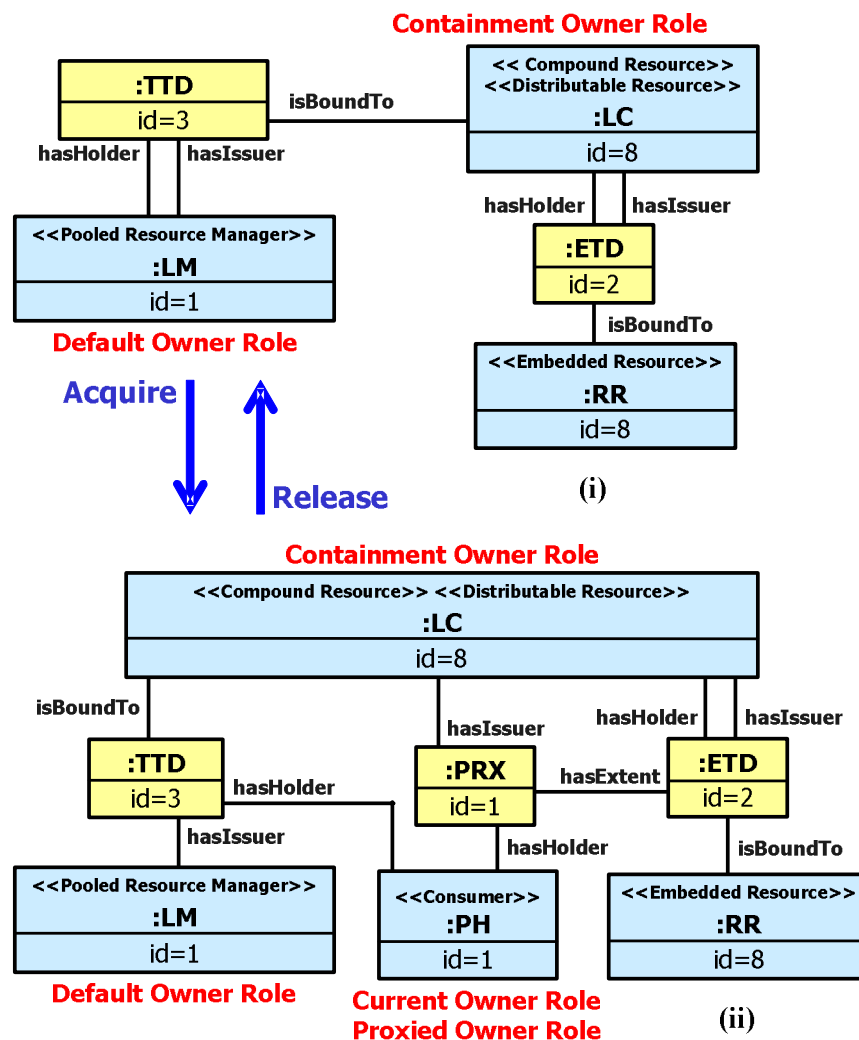 Containment Owner Role
<< Compound Resource>>
<<Distributable Resource>>
:LC
id=8
:TTD
id=3
isBoundTo
hasHolder
hasIssuer
hasHolder
hasIssuer
<<Pooled Resource Manager>>
:LM
id=1
Default Owner Role
:ETD
id=2
isBoundTo
<<Embedded Resource>>
:RR
id=8
Acquire
Release
(i)
Containment Owner Role
<<Compound Resource>> <<Distributable Resource>>
:LC
id=8
isBoundTo
hasIssuer
hasHolder
hasIssuer
:TTD
id=3
hasHolder
:PRX
id=1
hasExtent
:ETD
id=2
hasIssuer
hasHolder
isBoundTo
<<Pooled Resource Manager>>
:LM
id=1
<<Consumer>>
:PH
id=1
<<Embedded Resource>>
:RR
id=8
Default Owner Role
Current Owner Role
Proxied Owner Role
(ii)